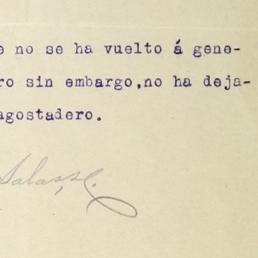 e no se ha vuelto á gene-
ro sin embargo,no ha deja-
agostadero.